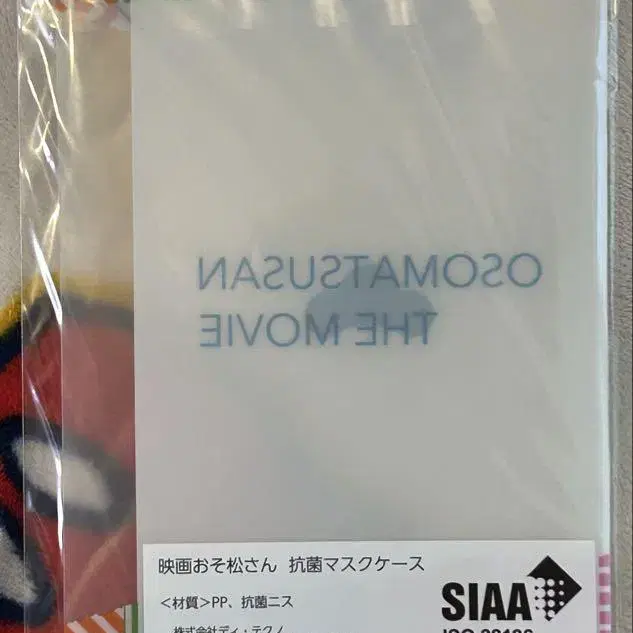 OSOMATSUSAN
THE MOVIE
映画おそ松さん 抗菌マスクケース
＜材質＞PP、抗菌ニス
株式会社ディ・テクノ
SIAA